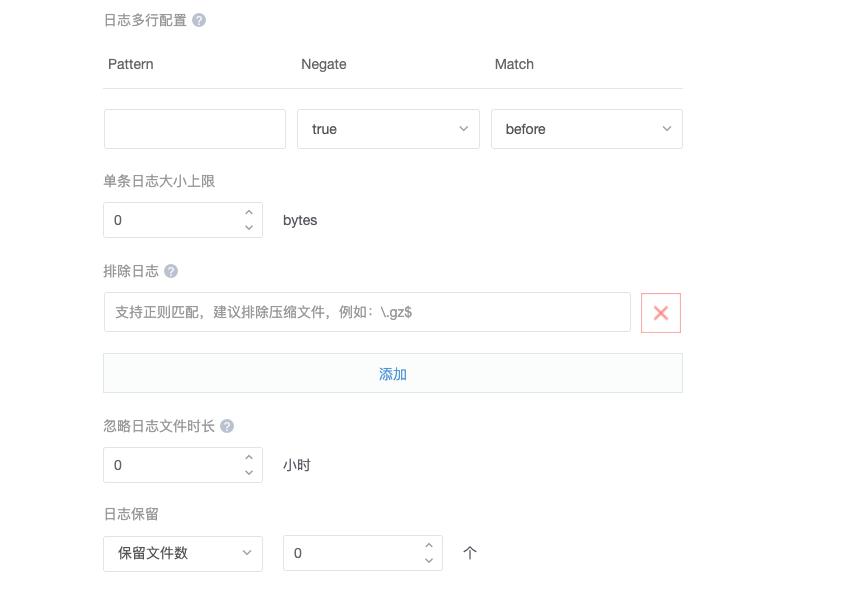 日志多行配置 ?
Pattern Negate Match
true before
单条日志大小上限
0 bytes
排除日志 ?
支持正则匹配，建议排除压缩文件，例如：\.gz$
添加
忽略日志文件时长 ?
0 小时
日志保留
保留文件数 0 个